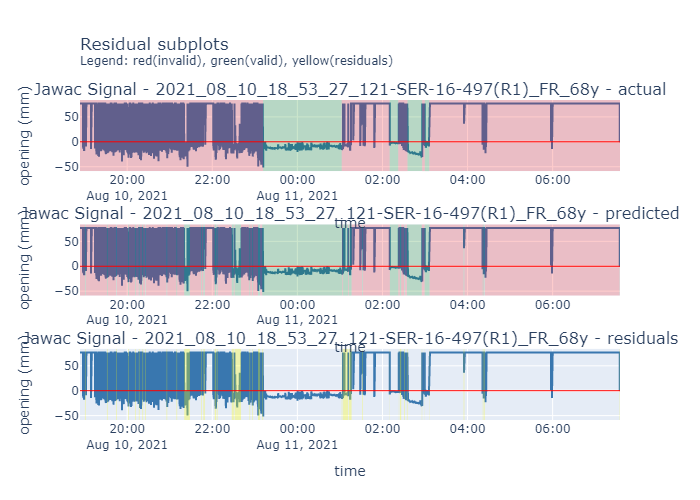 Residual subplots
Legend: red(invalid), green(valid), yellow(residuals)
Jawac Signal - 2021_08_10_18_53_27_121-SER-16-497(R1)_FR_68y - actual
opening (mm)
50
0
−50
20:00 22:00 00:00 02:00 04:00 06:00
Aug 10, 2021 Aug 11, 2021
time
Jawac Signal - 2021_08_10_18_53_27_121-SER-16-497(R1)_FR_68y - predicted
opening (mm)
50
0
−50
20:00 22:00 00:00 02:00 04:00 06:00
Aug 10, 2021 Aug 11, 2021
time
Jawac Signal - 2021_08_10_18_53_27_121-SER-16-497(R1)_FR_68y - residuals
opening (mm)
50
0
−50
20:00 22:00 00:00 02:00 04:00 06:00
Aug 10, 2021 Aug 11, 2021
time